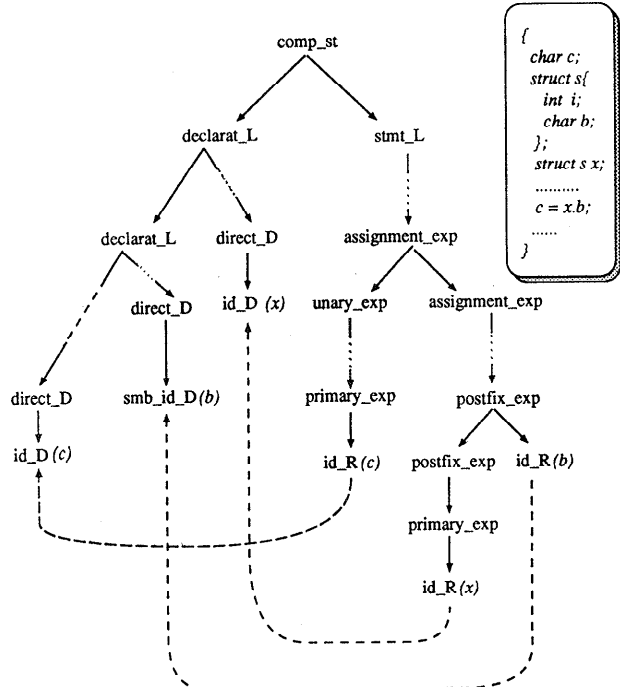 comp_st
declarat_L stmt_L
declarat_L direct_D assignment_exp
direct_D id_D (x) unary_exp assignment_exp
direct_D smb_id_D (b) primary_exp postfix_exp
id_D (c) id_R (c) postfix_exp id_R (b)
primary_exp
id_R (x)
{
char c;
struct s{
int i;
char b;
};
struct s x;
..........
c = x.b;
......
}